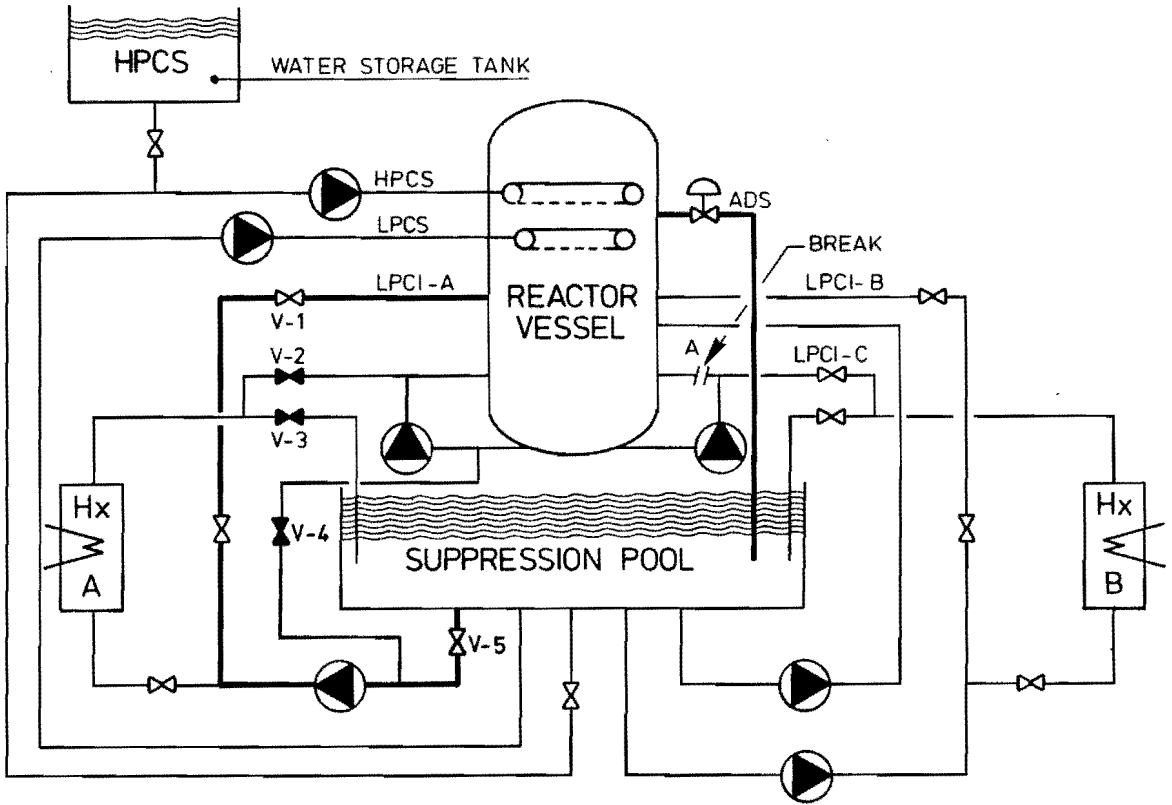 HPCS
WATER STORAGE TANK
HPCS
LPCS
ADS
BREAK
LPCI-A
LPCI-B
V-1
REACTOR
VESSEL
V-2
A
LPCI-C
V-3
Hx
A
V-4
SUPPRESSION POOL
Hx
B
V-5